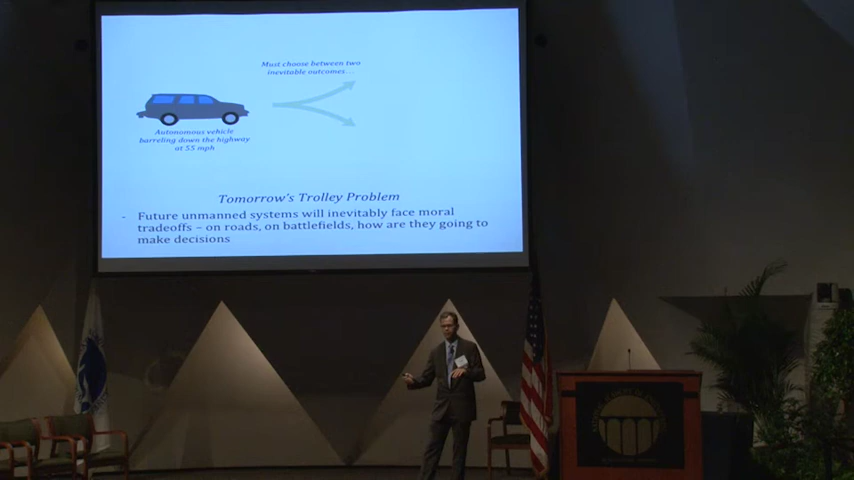 Must choose between two
inevitable outcomes…
Autonomous vehicle
barreling down the highway
at 55 mph
Tomorrow's Trolley Problem
- Future unmanned systems will inevitably face moral
tradeoffs – on roads, on battlefields, how are they going to
make decisions